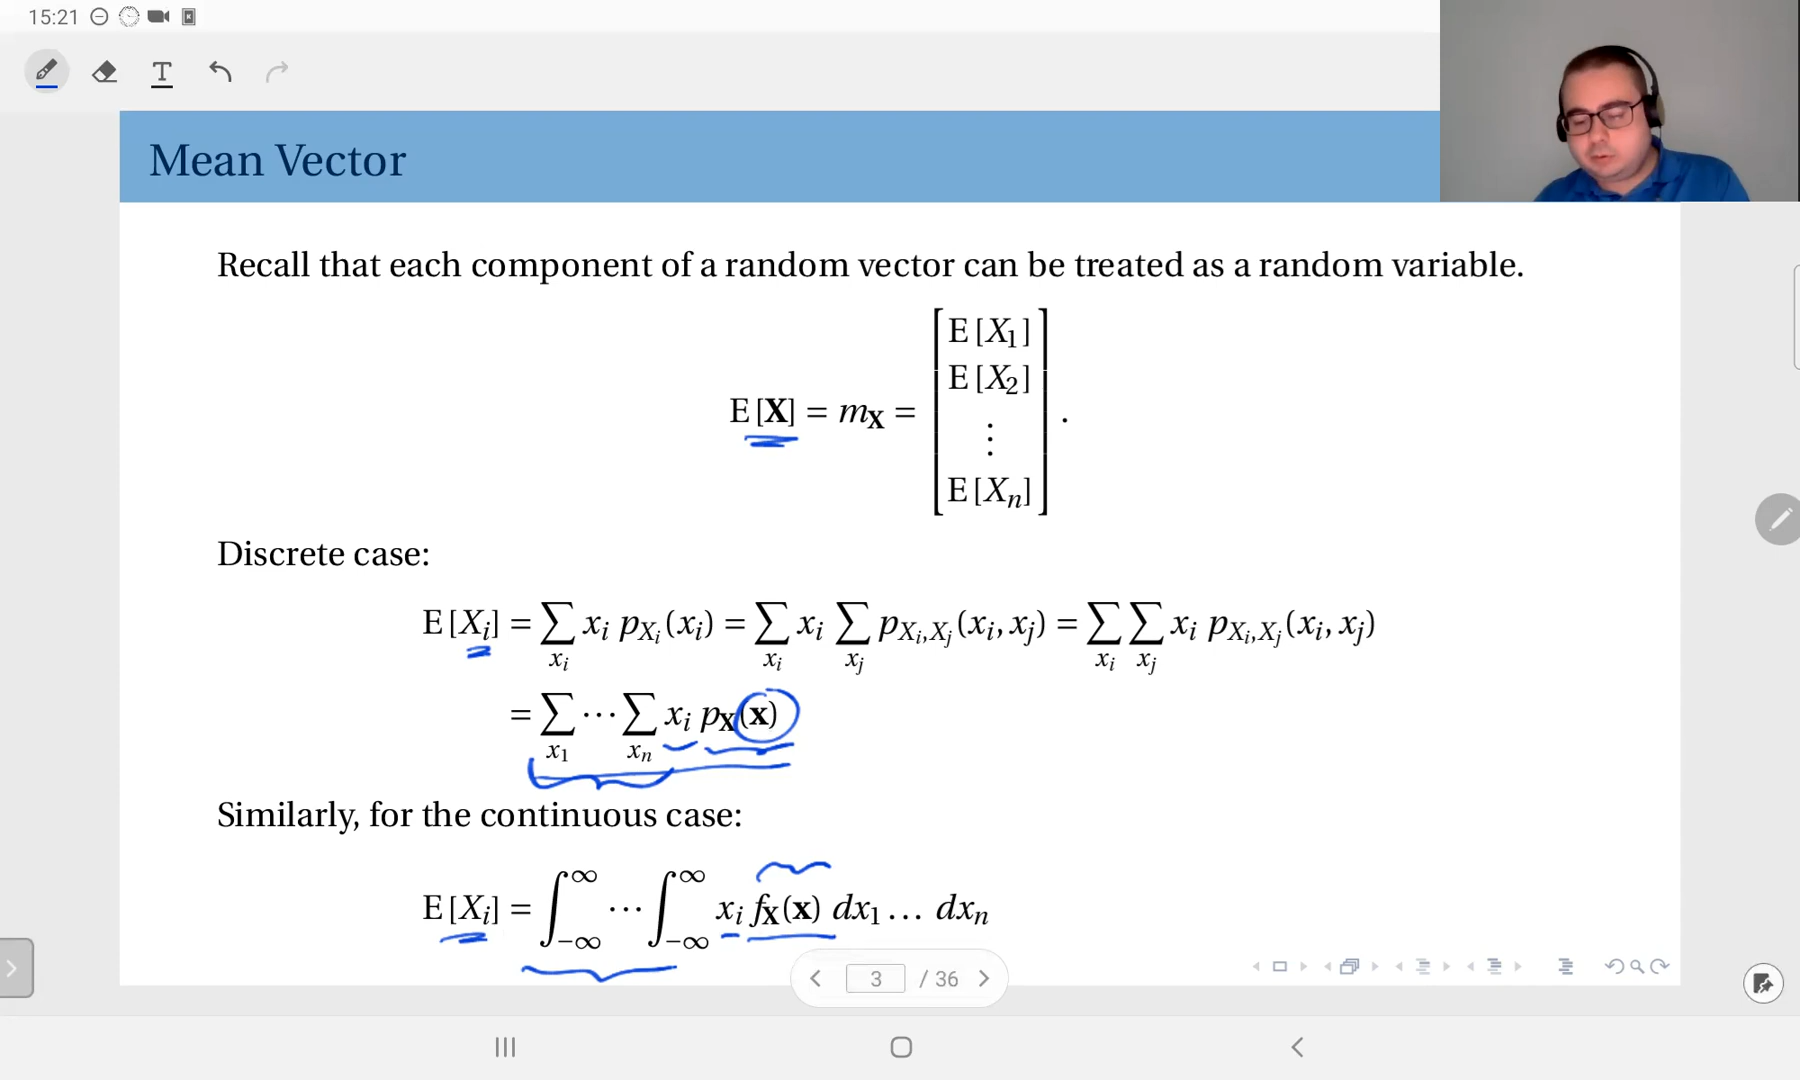 15:21
T
Mean Vector
Recall that each component of a random vector can be treated as a random variable.
E [X] = m_X = [ E [X_1] E [X_2] ⋮ E [X_n] ] .
Discrete case:
E [X_i] = ∑_{x_i} x_i p_{X_i}(x_i) = ∑_{x_i} x_i ∑_{x_j} p_{X_i,X_j}(x_i, x_j) = ∑_{x_i} ∑_{x_j} x_i p_{X_i,X_j}(x_i, x_j)
= ∑_{x_1} ⋯ ∑_{x_n} x_i p_X(x)
Similarly, for the continuous case:
E [X_i] = ∫_{-∞}^{∞} ⋯ ∫_{-∞}^{∞} x_i f_X(x) dx_1 … dx_n
3 / 36